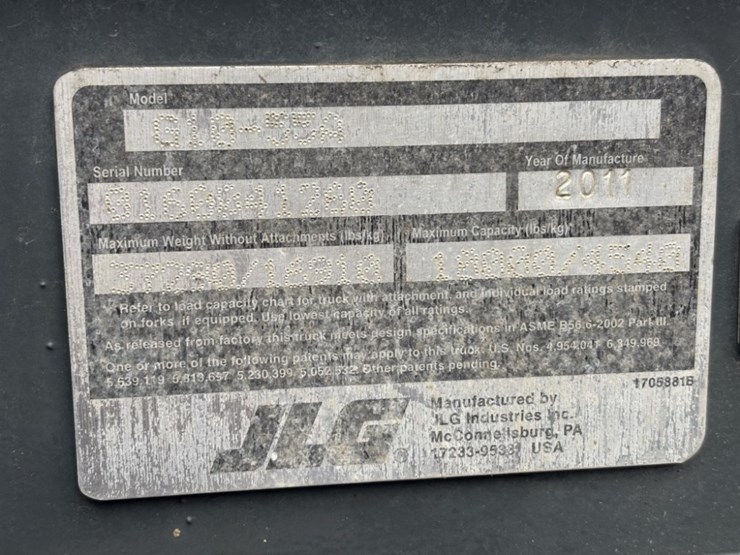 Model
G10-55A
Serial Number
Year Of Manufacture
2011
Maximum Weight Without Attachments (lbs/kg)
Maximum Capacity (lbs/kg)*
10000/4540
*Refer to load capacity chart for truck with attachment, and individual load ratings stamped
on forks if equipped. Use lowest capacity of all ratings.
As released from factory this truck meets design specifications in ASME B56.6-2002 Part III.
One or more of the following patents may apply to this truck: U.S. Nos. 4,954,041 6,349,969
5,639,119 5,813,697 5,230,399 5,052,532. Other patents pending.
1705881B
JLG®
Manufactured by
JLG Industries Inc.
McConnellsburg, PA
USA